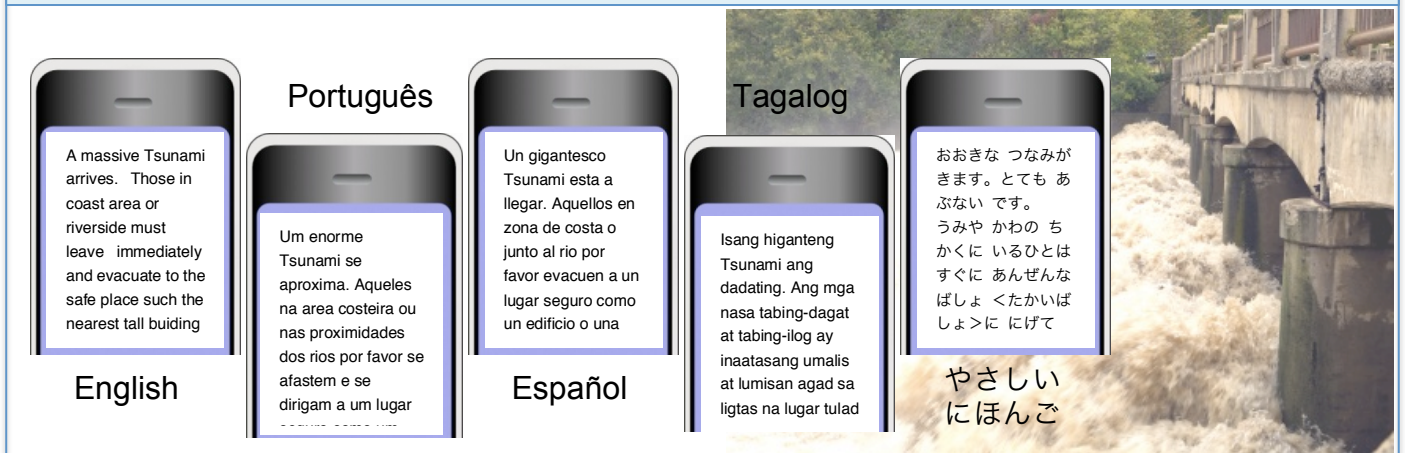 A massive Tsunami
arrives.   Those in
coast area or
riverside must
leave   immediately
and evacuate to the
safe place such the
nearest tall buiding
English
Português
Um enorme
Tsunami se
aproxima. Aqueles
na area costeira ou
nas proximidades
dos rios por favor se
afastem e se
dirigam a um lugar
Un gigantesco
Tsunami esta a
llegar. Aquellos en
zona de costa o
junto al rio por
favor evacuen a un
lugar seguro como
un edificio o una
Español
Tagalog
Isang higanteng
Tsunami ang
dadating. Ang mga
nasa tabing-dagat
at tabing-ilog ay
inaatasang umalis
at lumisan agad sa
ligtas na lugar tulad
おおきな つなみが
きます。とても あ
ぶない です。
うみや かわの ち
かくに いるひとは
すぐに あんぜんな
ばしょ <たかいば
しょ>に にげて
やさしい
にほんご